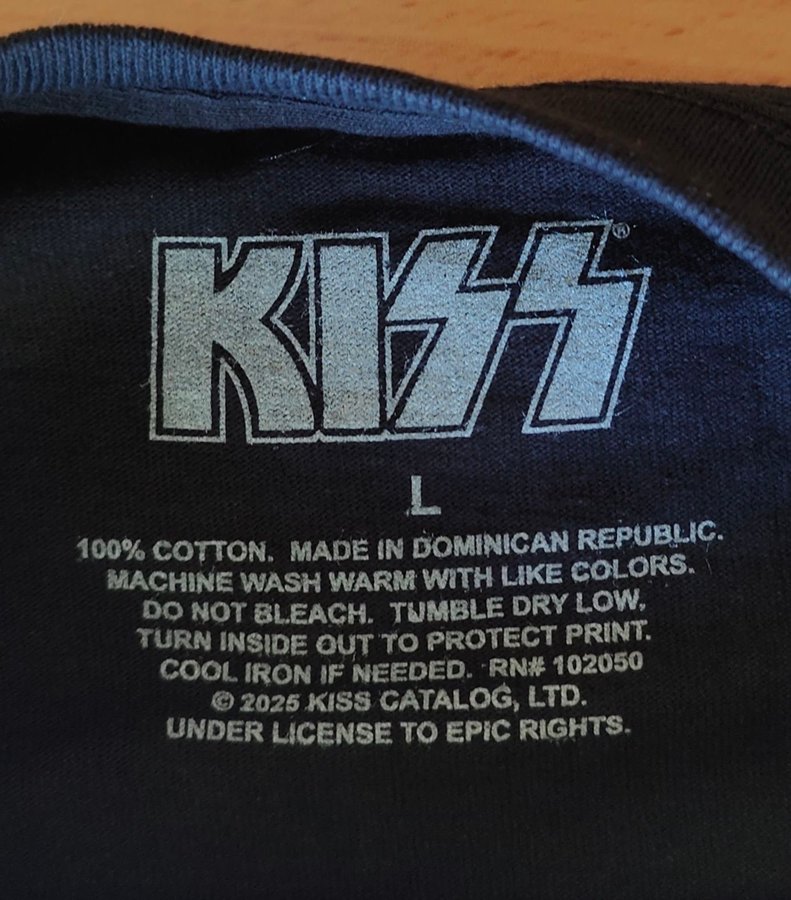 KISS®
L
100% COTTON. MADE IN DOMINICAN REPUBLIC.
MACHINE WASH WARM WITH LIKE COLORS.
DO NOT BLEACH. TUMBLE DRY LOW.
TURN INSIDE OUT TO PROTECT PRINT.
COOL IRON IF NEEDED. RN# 102050
© 2025 KISS CATALOG, LTD.
UNDER LICENSE TO EPIC RIGHTS.